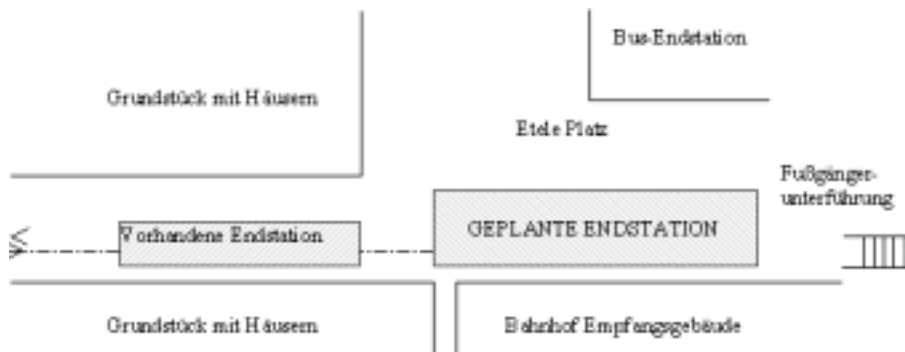 Bus-Endstation
Grundstück mit Häusern
Etele Platz
Fußgänger-
unterführung
Vorhandene Endstation
GEPLANTE ENDSTATION
Grundstück mit Häusern
Bahnhof Empfangsgebäude